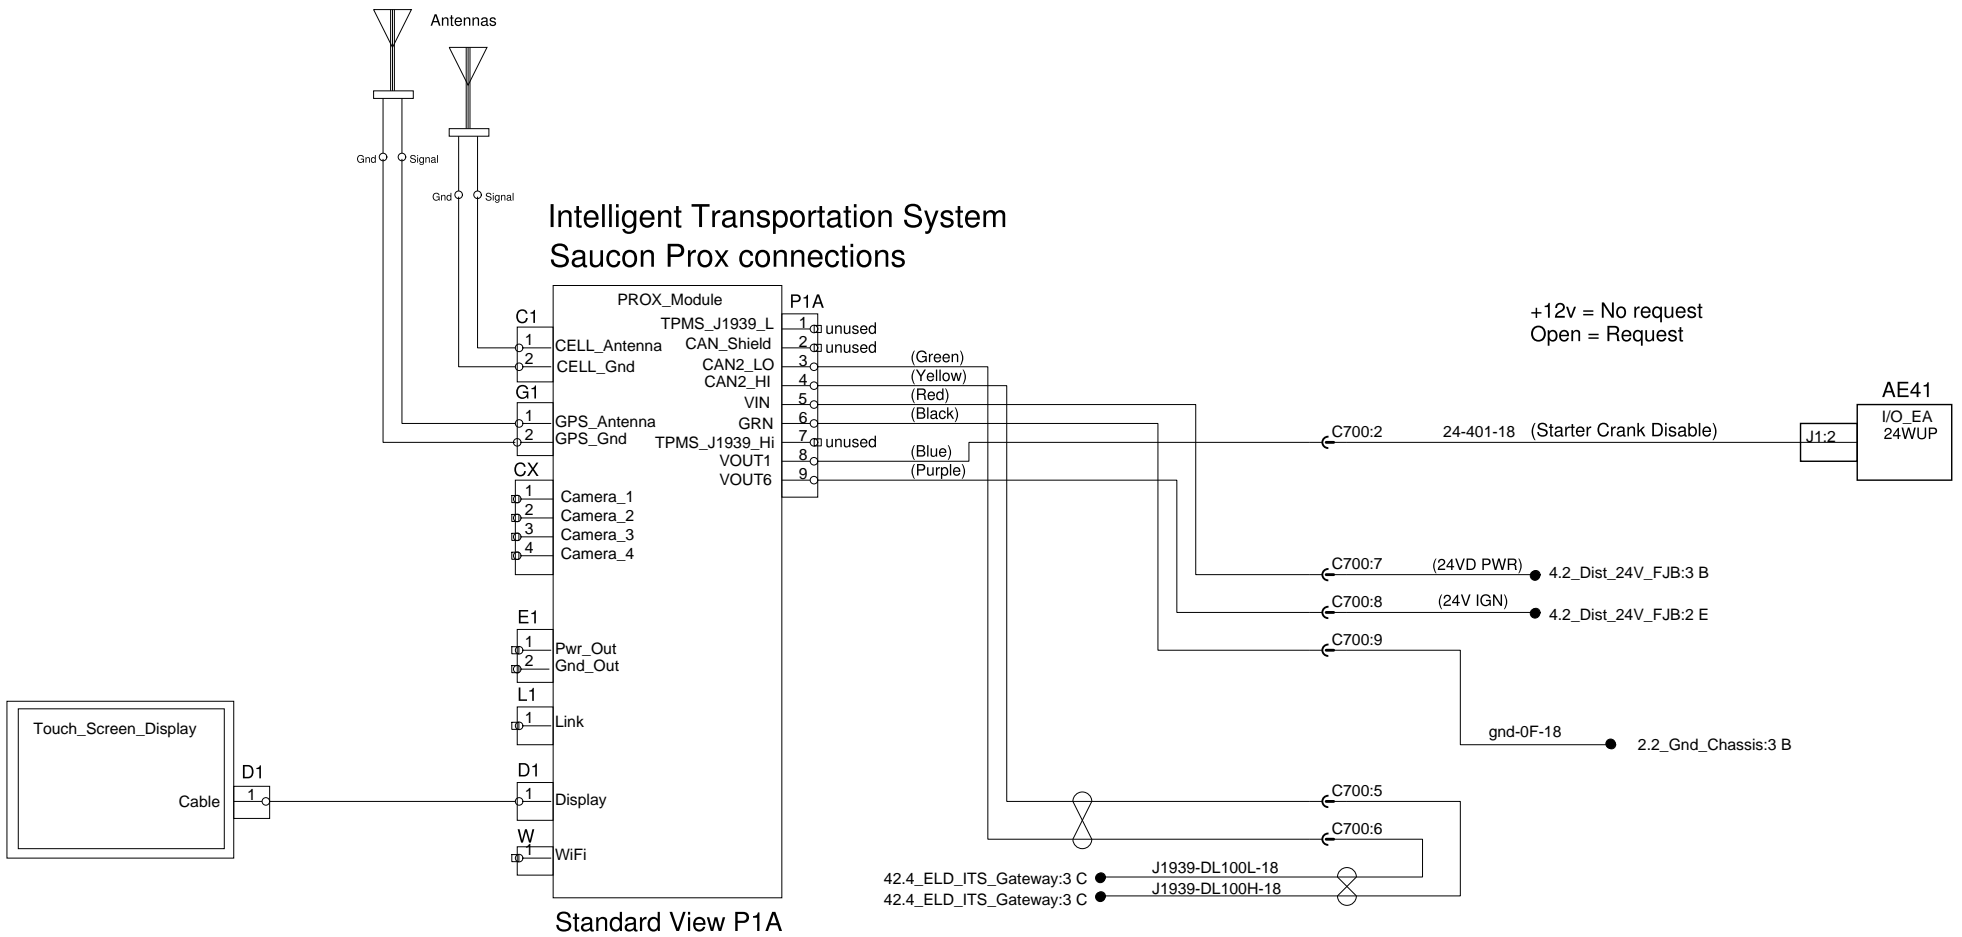 Antennas
Gnd
Signal
Gnd
Signal
Intelligent Transportation System
Saucon Prox connections
PROX_Module
P1A
C1
1
CELL_Antenna
2
CELL_Gnd
G1
1
GPS_Antenna
2
GPS_Gnd
CX
1
Camera_1
2
Camera_2
3
Camera_3
4
Camera_4
E1
1
Pwr_Out
2
Gnd_Out
L1
1
Link
D1
1
Display
W
1
WiFi
TPMS_J1939_L
1
unused
CAN_Shield
2
unused
CAN2_LO
3
(Green)
CAN2_HI
4
(Yellow)
VIN
5
(Red)
GRN
6
(Black)
TPMS_J1939_Hi
7
unused
VOUT1
8
(Blue)
VOUT6
9
(Purple)
+12v = No request
Open = Request
AE41
I/O_EA
24WUP
J1:2
C700:2
24-401-18
(Starter Crank Disable)
C700:7
(24VD PWR)
4.2_Dist_24V_FJB:3 B
C700:8
(24V IGN)
4.2_Dist_24V_FJB:2 E
C700:9
gnd-0F-18
2.2_Gnd_Chassis:3 B
C700:5
C700:6
J1939-DL100L-18
42.4_ELD_ITS_Gateway:3 C
J1939-DL100H-18
42.4_ELD_ITS_Gateway:3 C
Touch_Screen_Display
D1
Cable
1
Standard View P1A